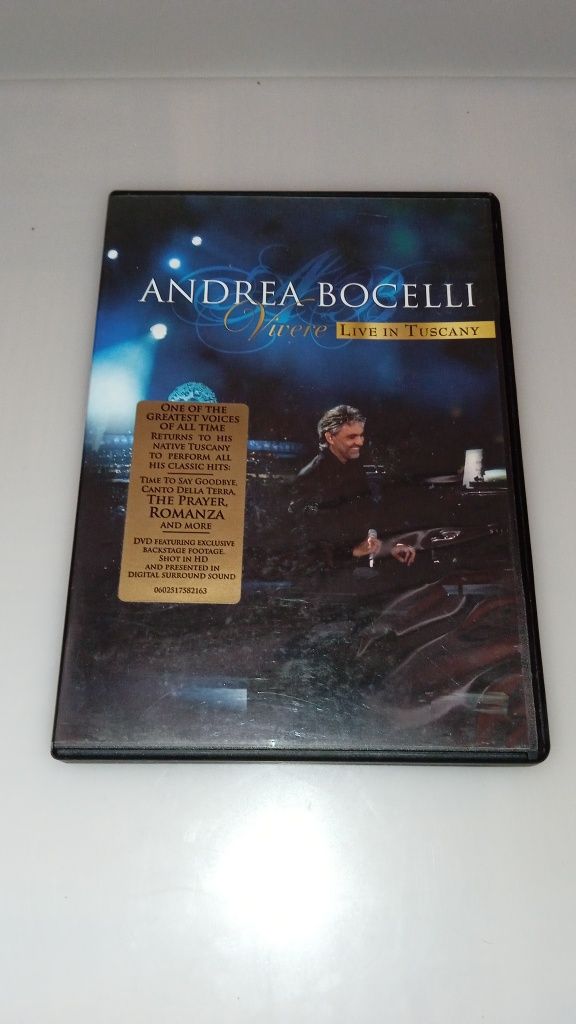 ANDREA BOCELLI
Vivere LIVE IN TUSCANY
ONE OF THE
GREATEST VOICES
OF ALL TIME
RETURNS TO HIS
NATIVE TUSCANY
TO PERFORM ALL
HIS CLASSIC HITS:
TIME TO SAY GOODBYE,
CANTO DELLA TERRA,
THE PRAYER,
ROMANZA
AND MORE
DVD FEATURING EXCLUSIVE
BACKSTAGE FOOTAGE.
SHOT IN HD
AND PRESENTED IN
DIGITAL SURROUND SOUND
0602517582163